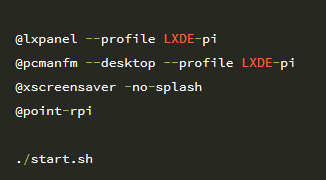 @lxpanel --profile LXDE-pi
@pcmanfm --desktop --profile LXDE-pi
@xscreensaver -no-splash
@point-rpi
./start.sh